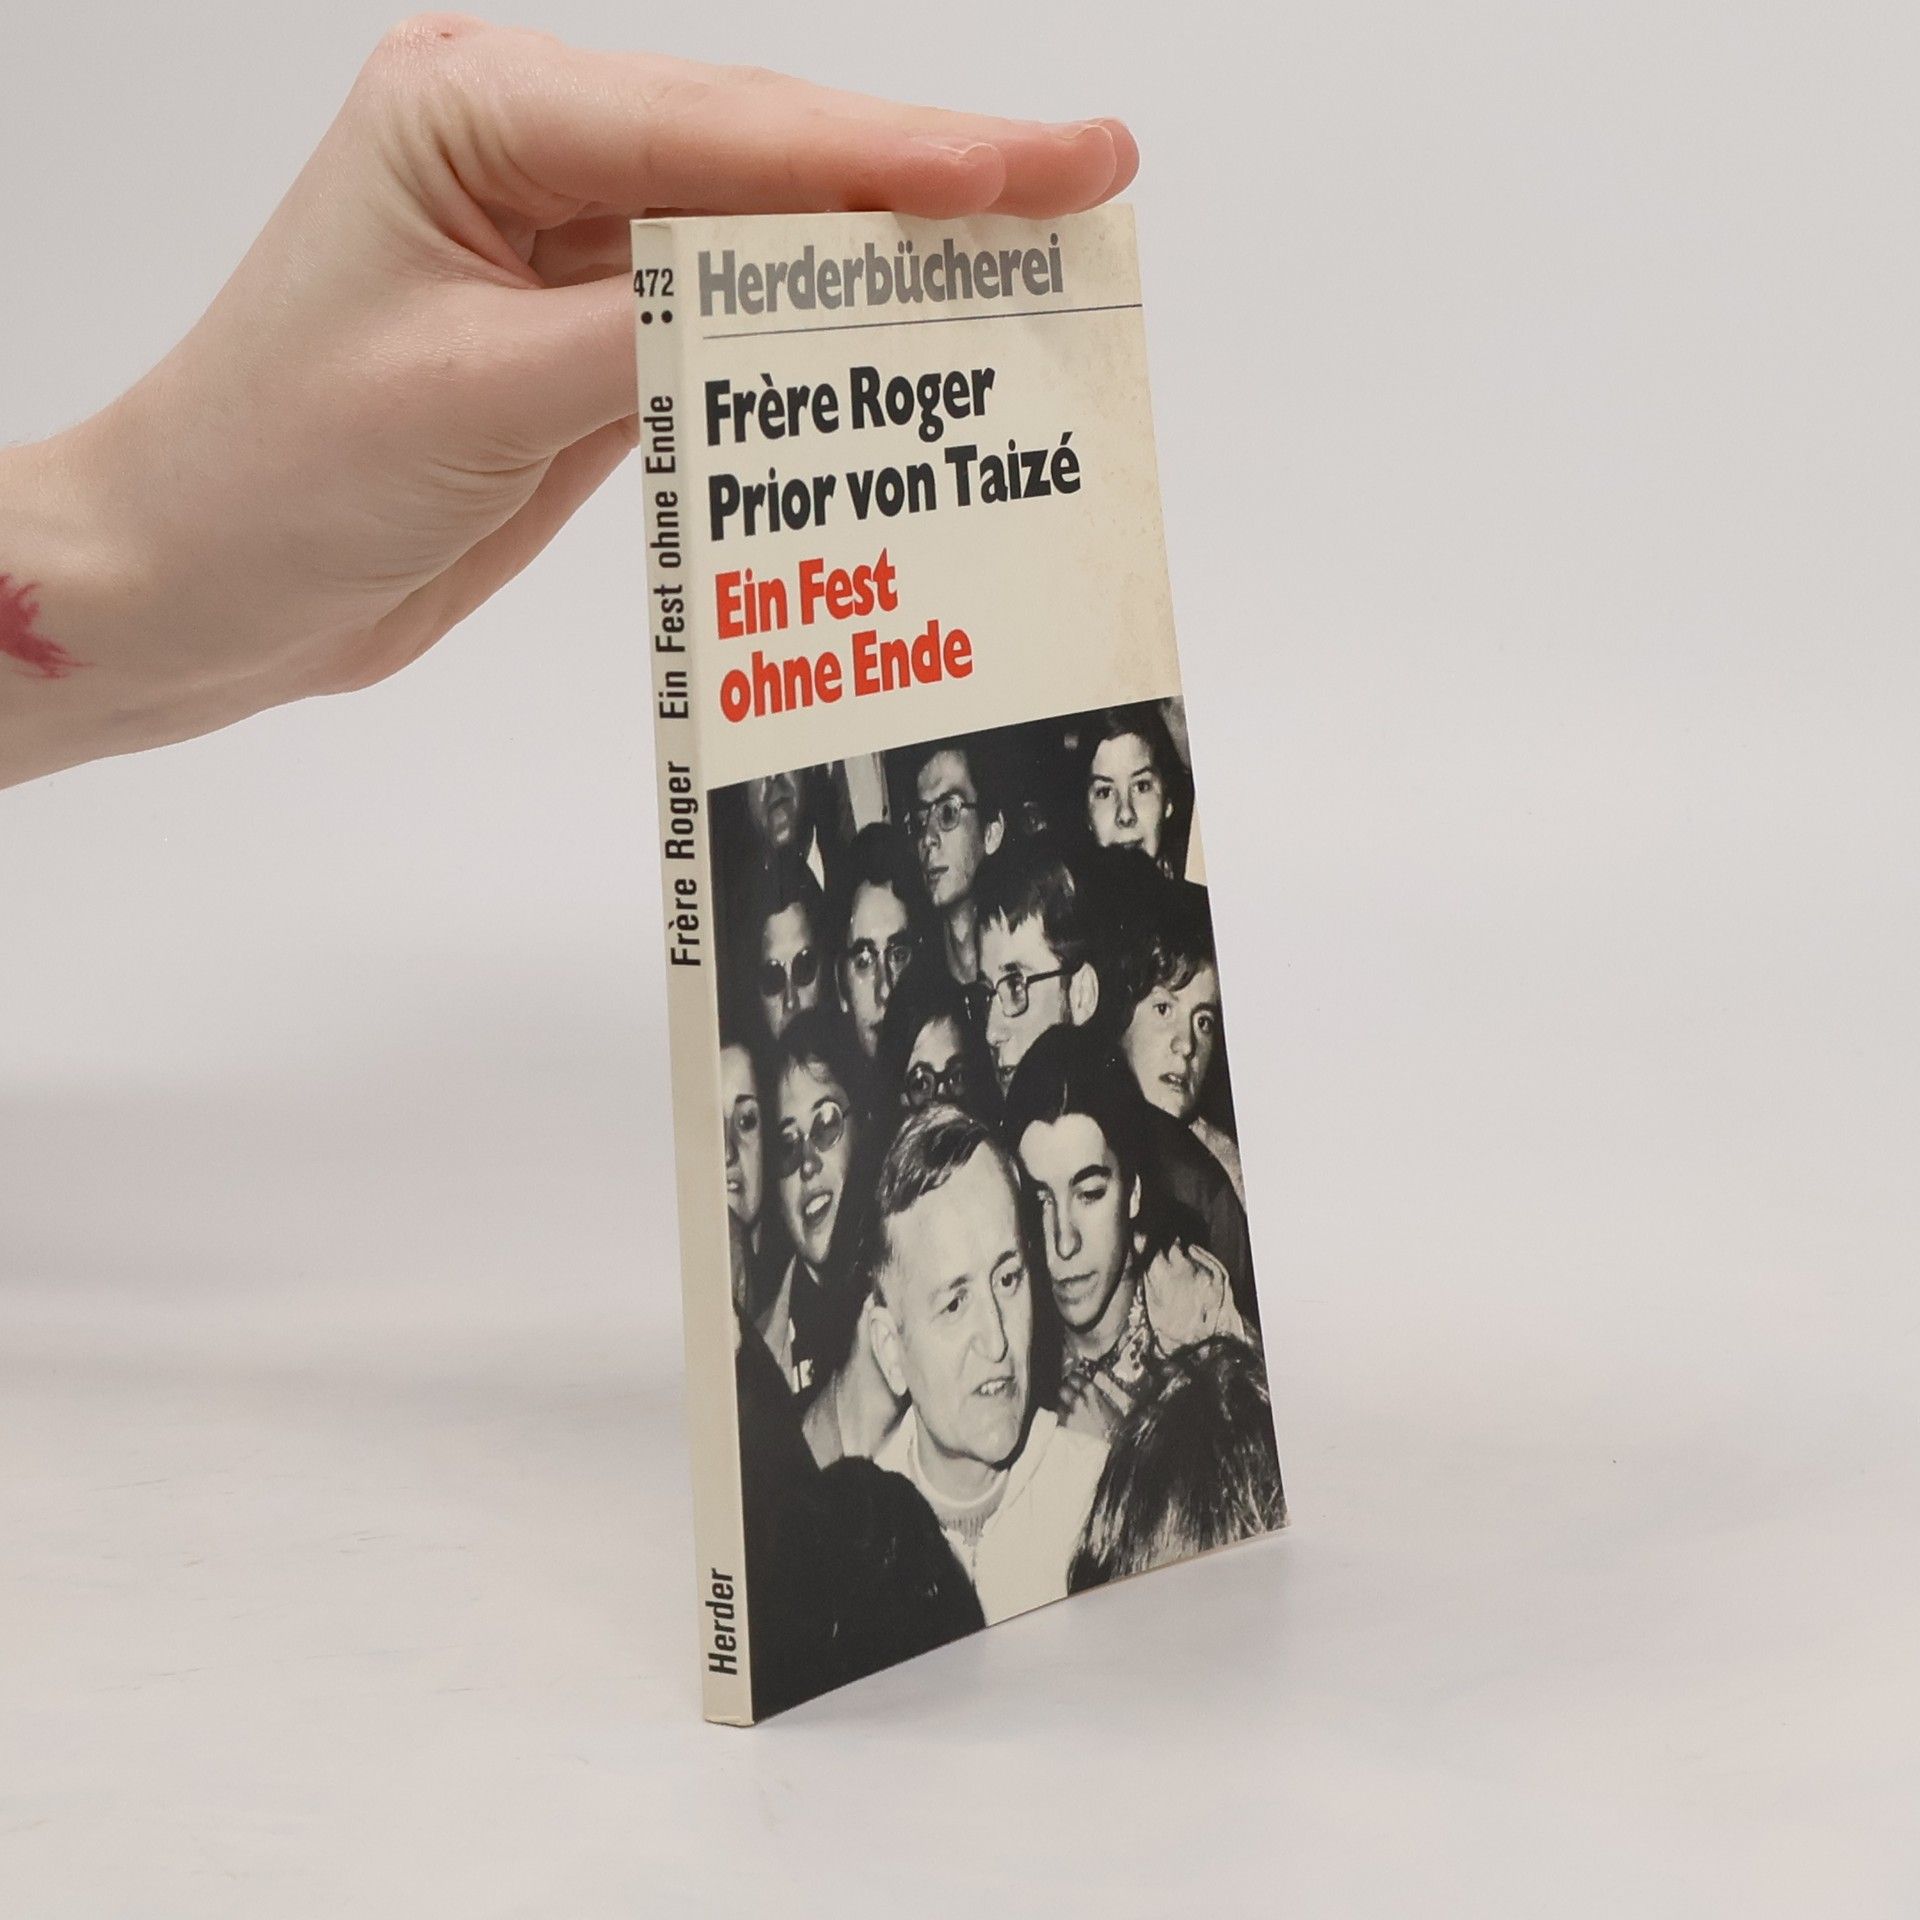 Herderbücherei
Frère Roger
Prior von Taizé
Ein Fest
ohne Ende
472
Frère Roger Ein Fest ohne Ende
Herder